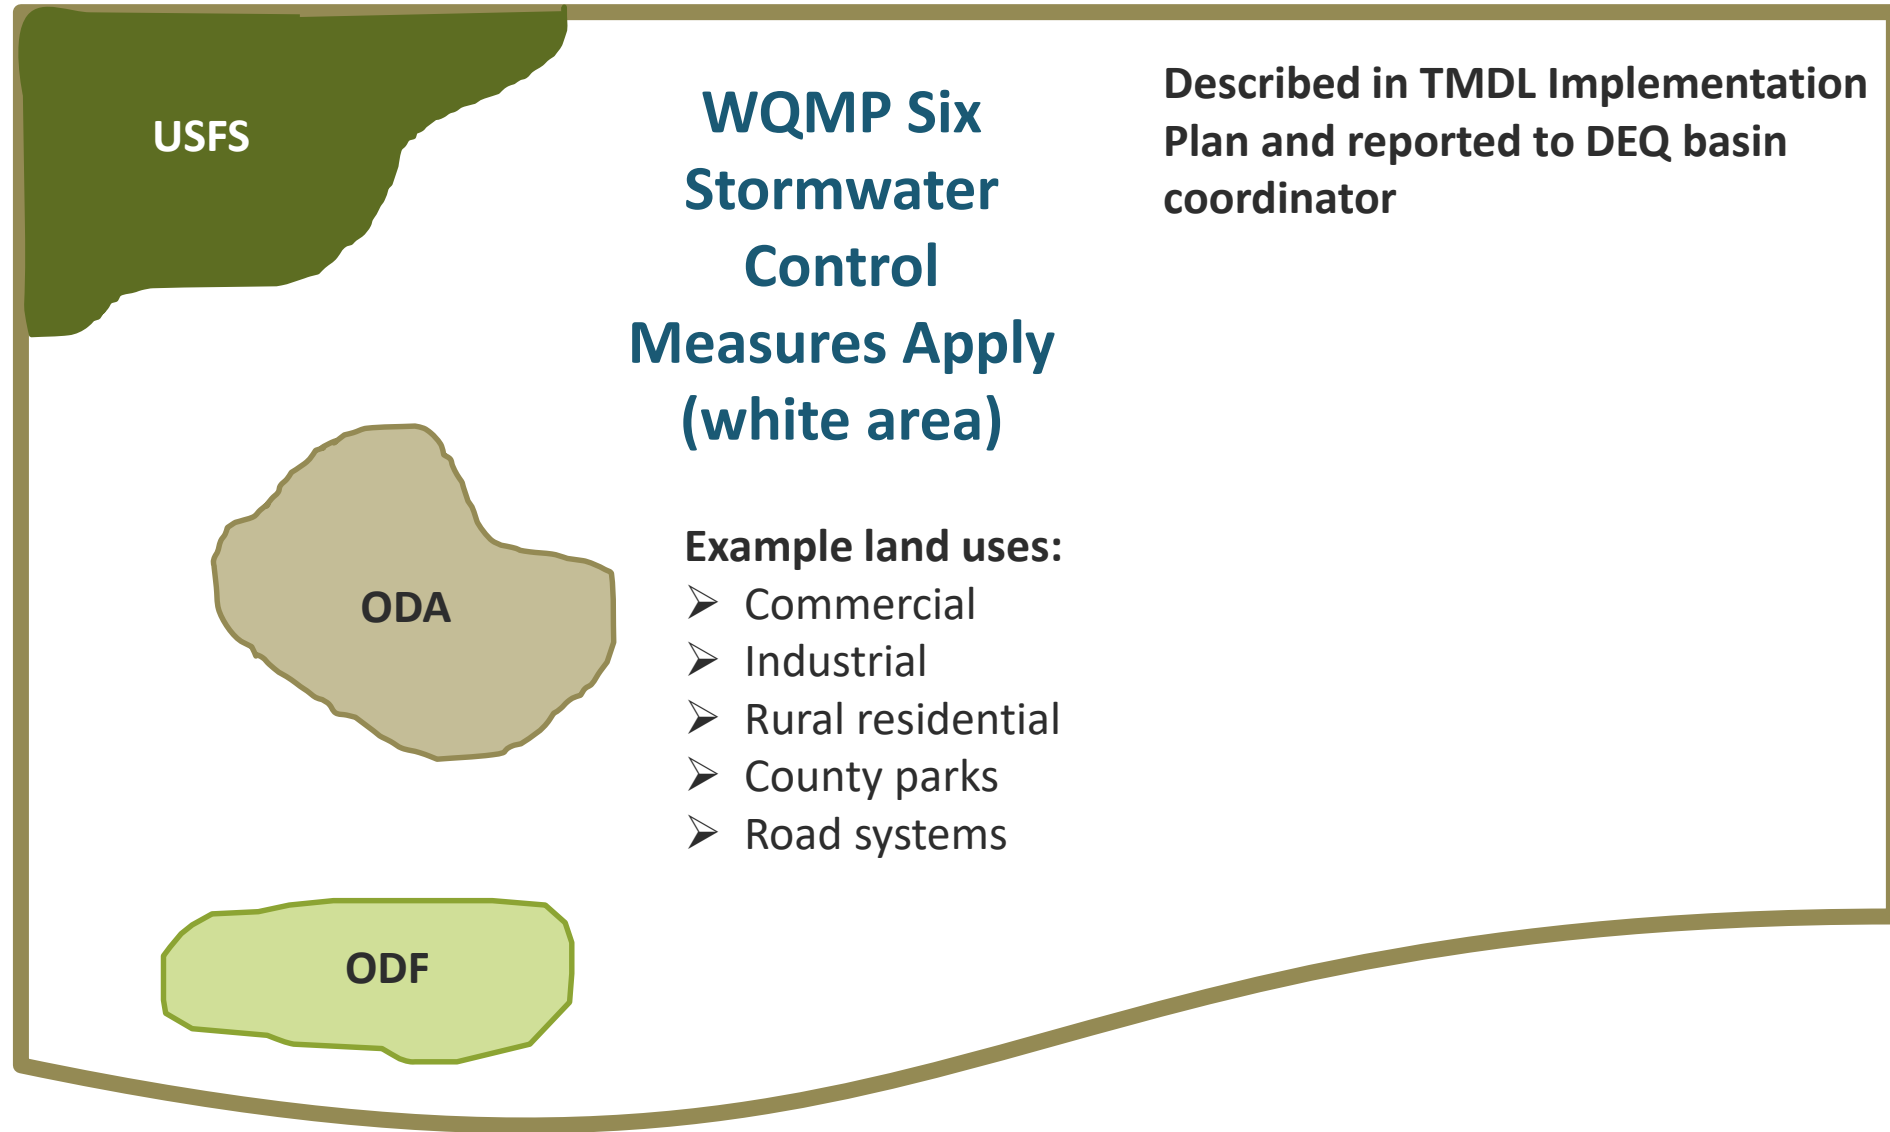 USFS
WQMP Six
Stormwater
Control
Measures Apply
(white area)
Described in TMDL Implementation
Plan and reported to DEQ basin
coordinator
ODA
Example land uses:
➢ Commercial
➢ Industrial
➢ Rural residential
➢ County parks
➢ Road systems
ODF